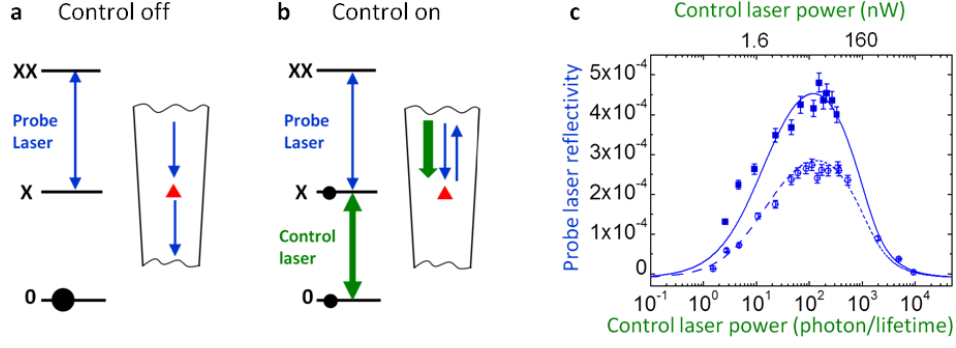 a Control off
XX
Probe
Laser
X
0
b Control on
XX
Probe
Laser
X
Control
laser
0
c
Control laser power (nW)
1.6 160
Probe laser reflectivity
5x10-4
4x10-4
3x10-4
2x10-4
1x10-4
0
10-1 100 101 102 103 104
Control laser power (photon/lifetime)